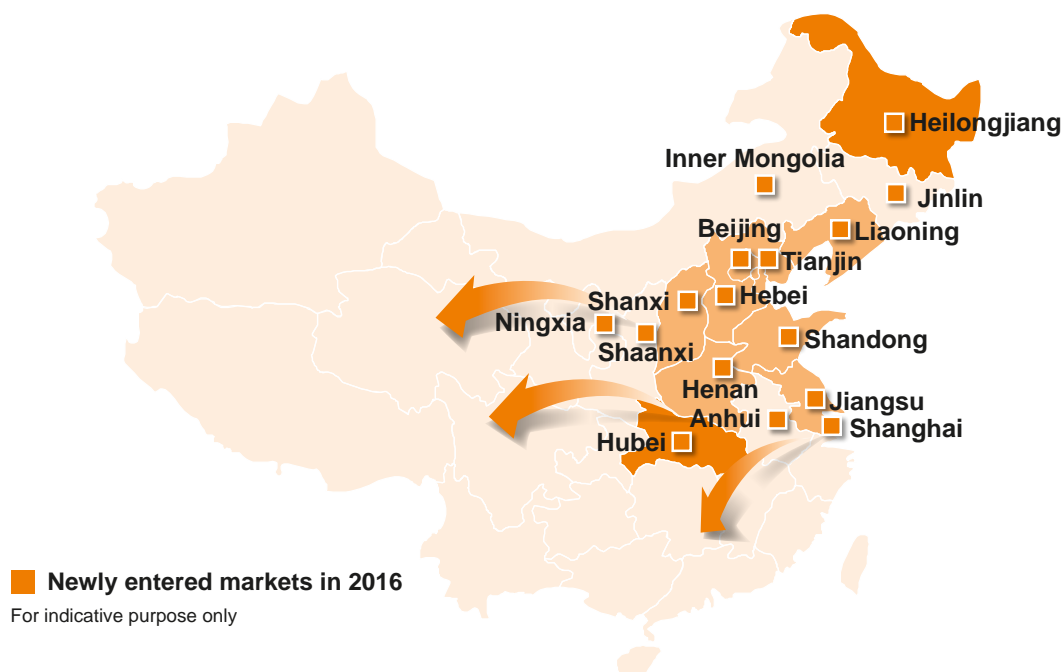 Heilongjiang
Inner Mongolia
Jinlin
Beijing
Liaoning
Tianjin
Shanxi
Hebei
Ningxia
Shaanxi
Shandong
Henan
Jiangsu
Anhui
Shanghai
Hubei
Newly entered markets in 2016
For indicative purpose only